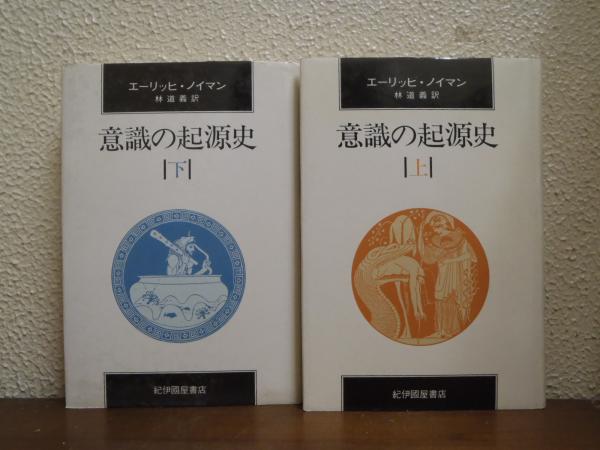 エーリッヒ・ノイマン
林道義訳
意識の起源史
下
紀伊國屋書店
エーリッヒ・ノイマン
林道義訳
意識の起源史
上
紀伊國屋書店